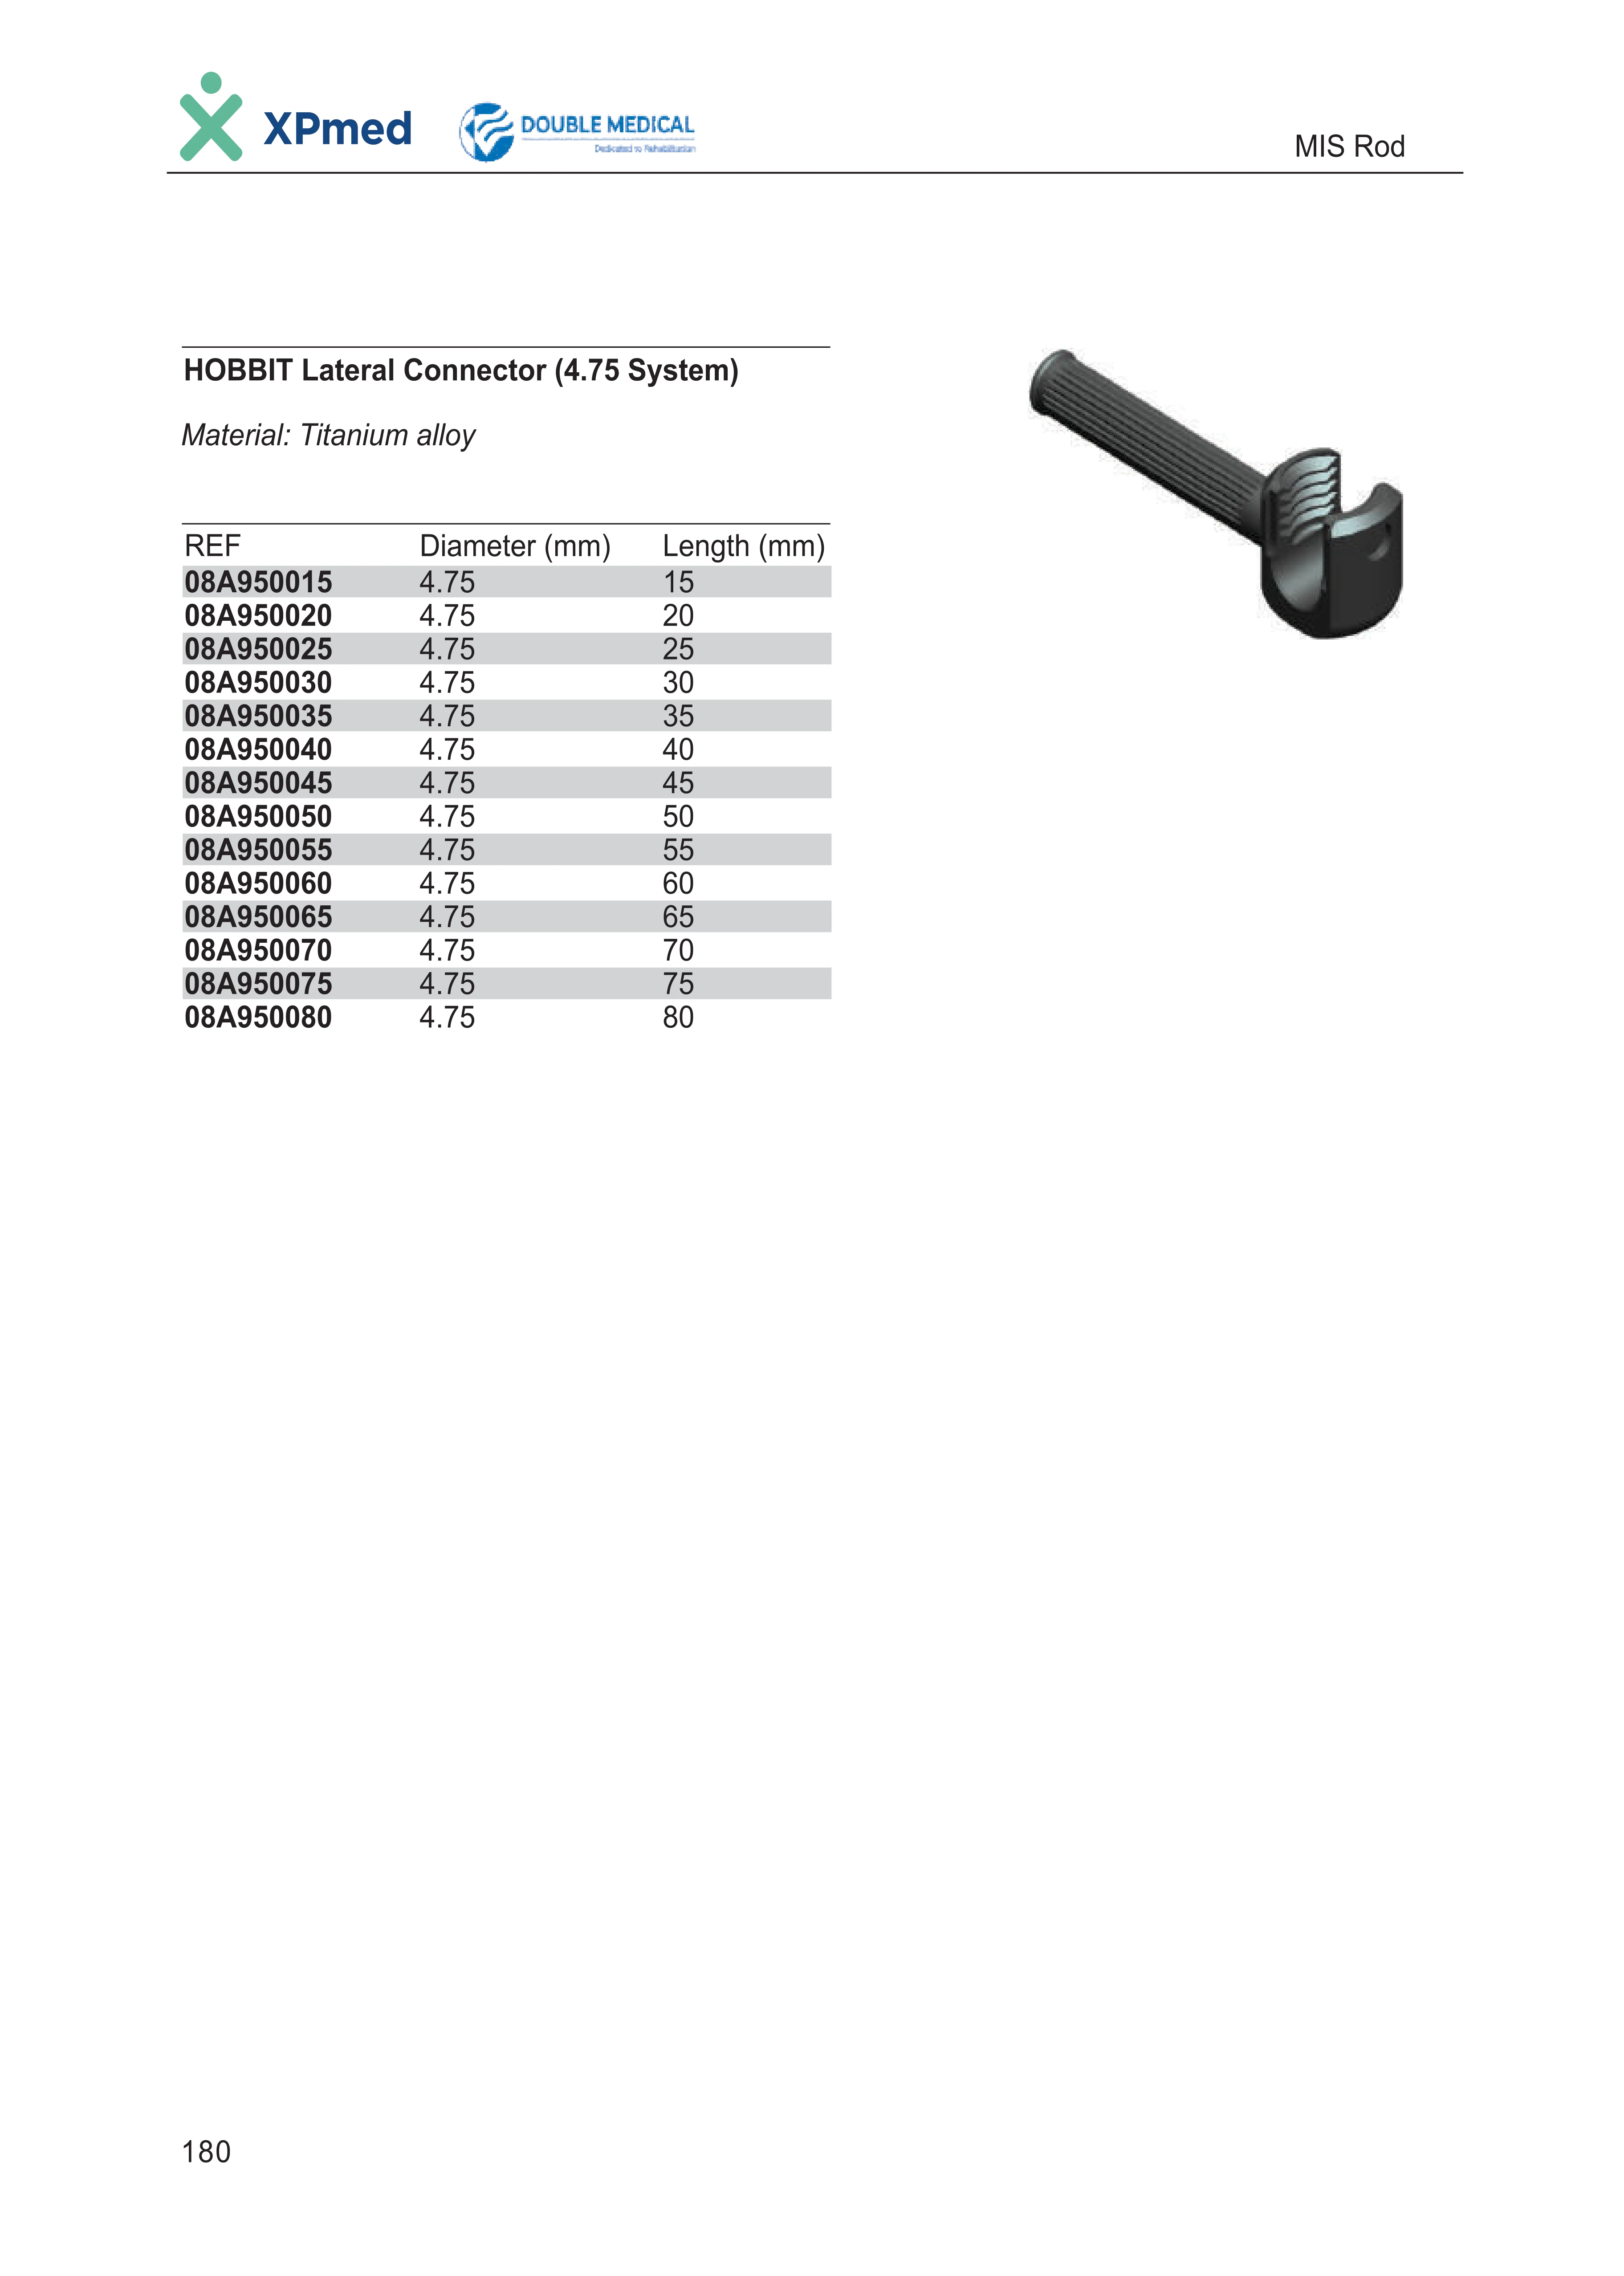 XPmed
DOUBLE MEDICAL
Dedicated to Rehabilitation
MIS Rod
HOBBIT Lateral Connector (4.75 System)
Material: Titanium alloy
REF Diameter (mm) Length (mm)
08A950015 4.75 15
08A950020 4.75 20
08A950025 4.75 25
08A950030 4.75 30
08A950035 4.75 35
08A950040 4.75 40
08A950045 4.75 45
08A950050 4.75 50
08A950055 4.75 55
08A950060 4.75 60
08A950065 4.75 65
08A950070 4.75 70
08A950075 4.75 75
08A950080 4.75 80
180